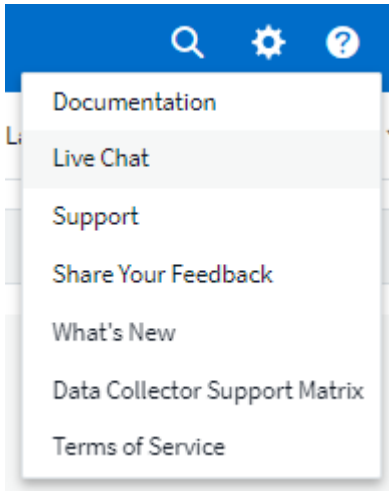 Documentation
Live Chat
Support
Share Your Feedback
What's New
Data Collector Support Matrix
Terms of Service